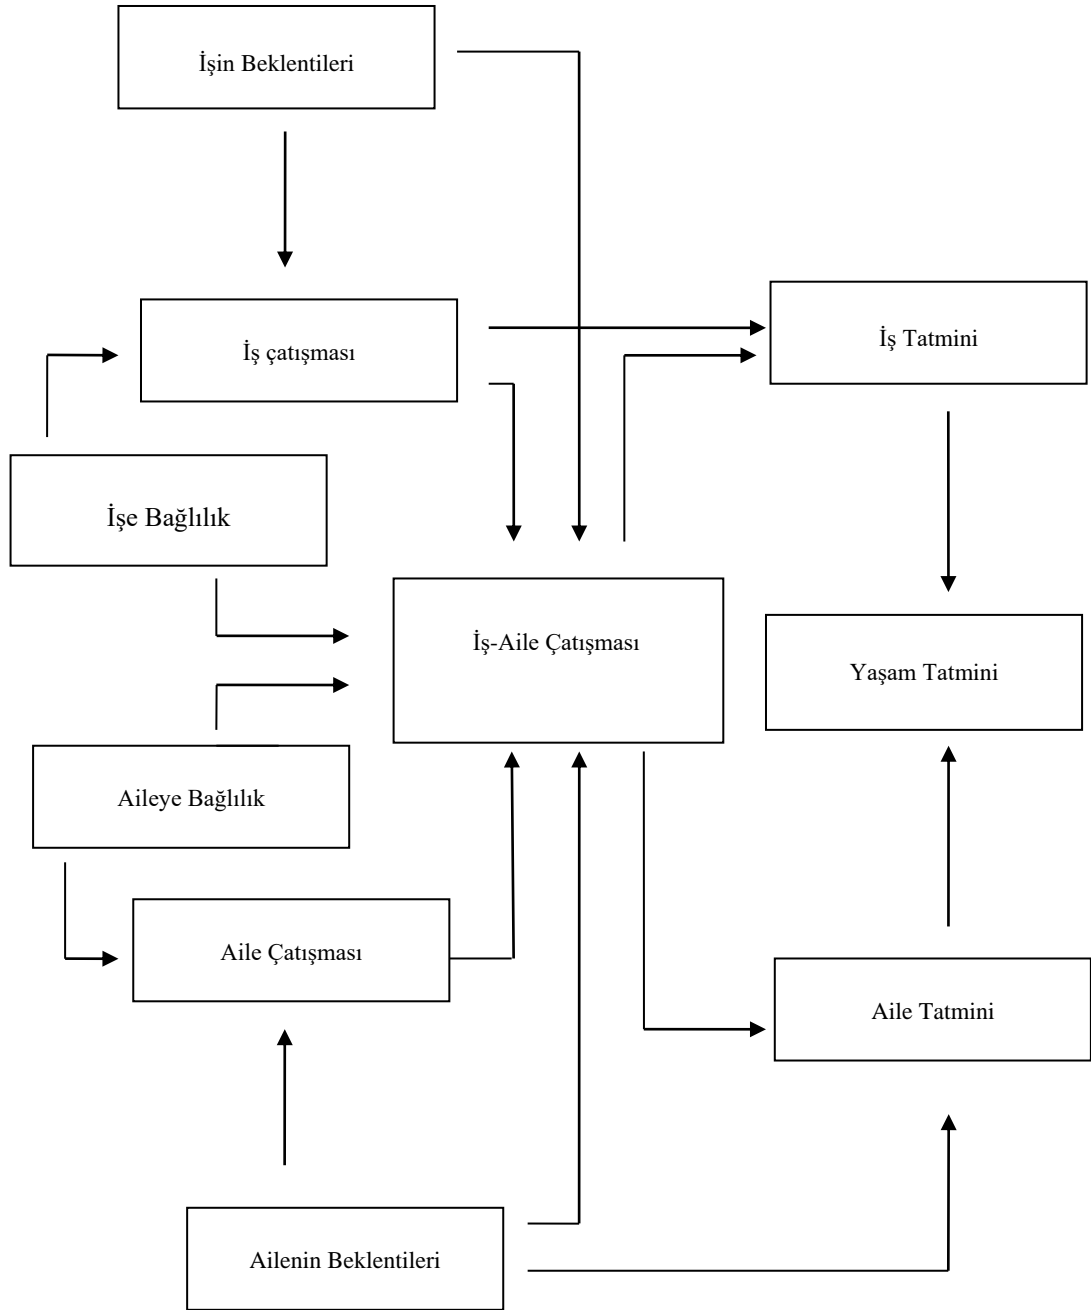 İşin Beklentileri
İş çatışması
İş Tatmini
İşe Bağlılık
İş-Aile Çatışması
Yaşam Tatmini
Aileye Bağlılık
Aile Çatışması
Aile Tatmini
Ailenin Beklentileri